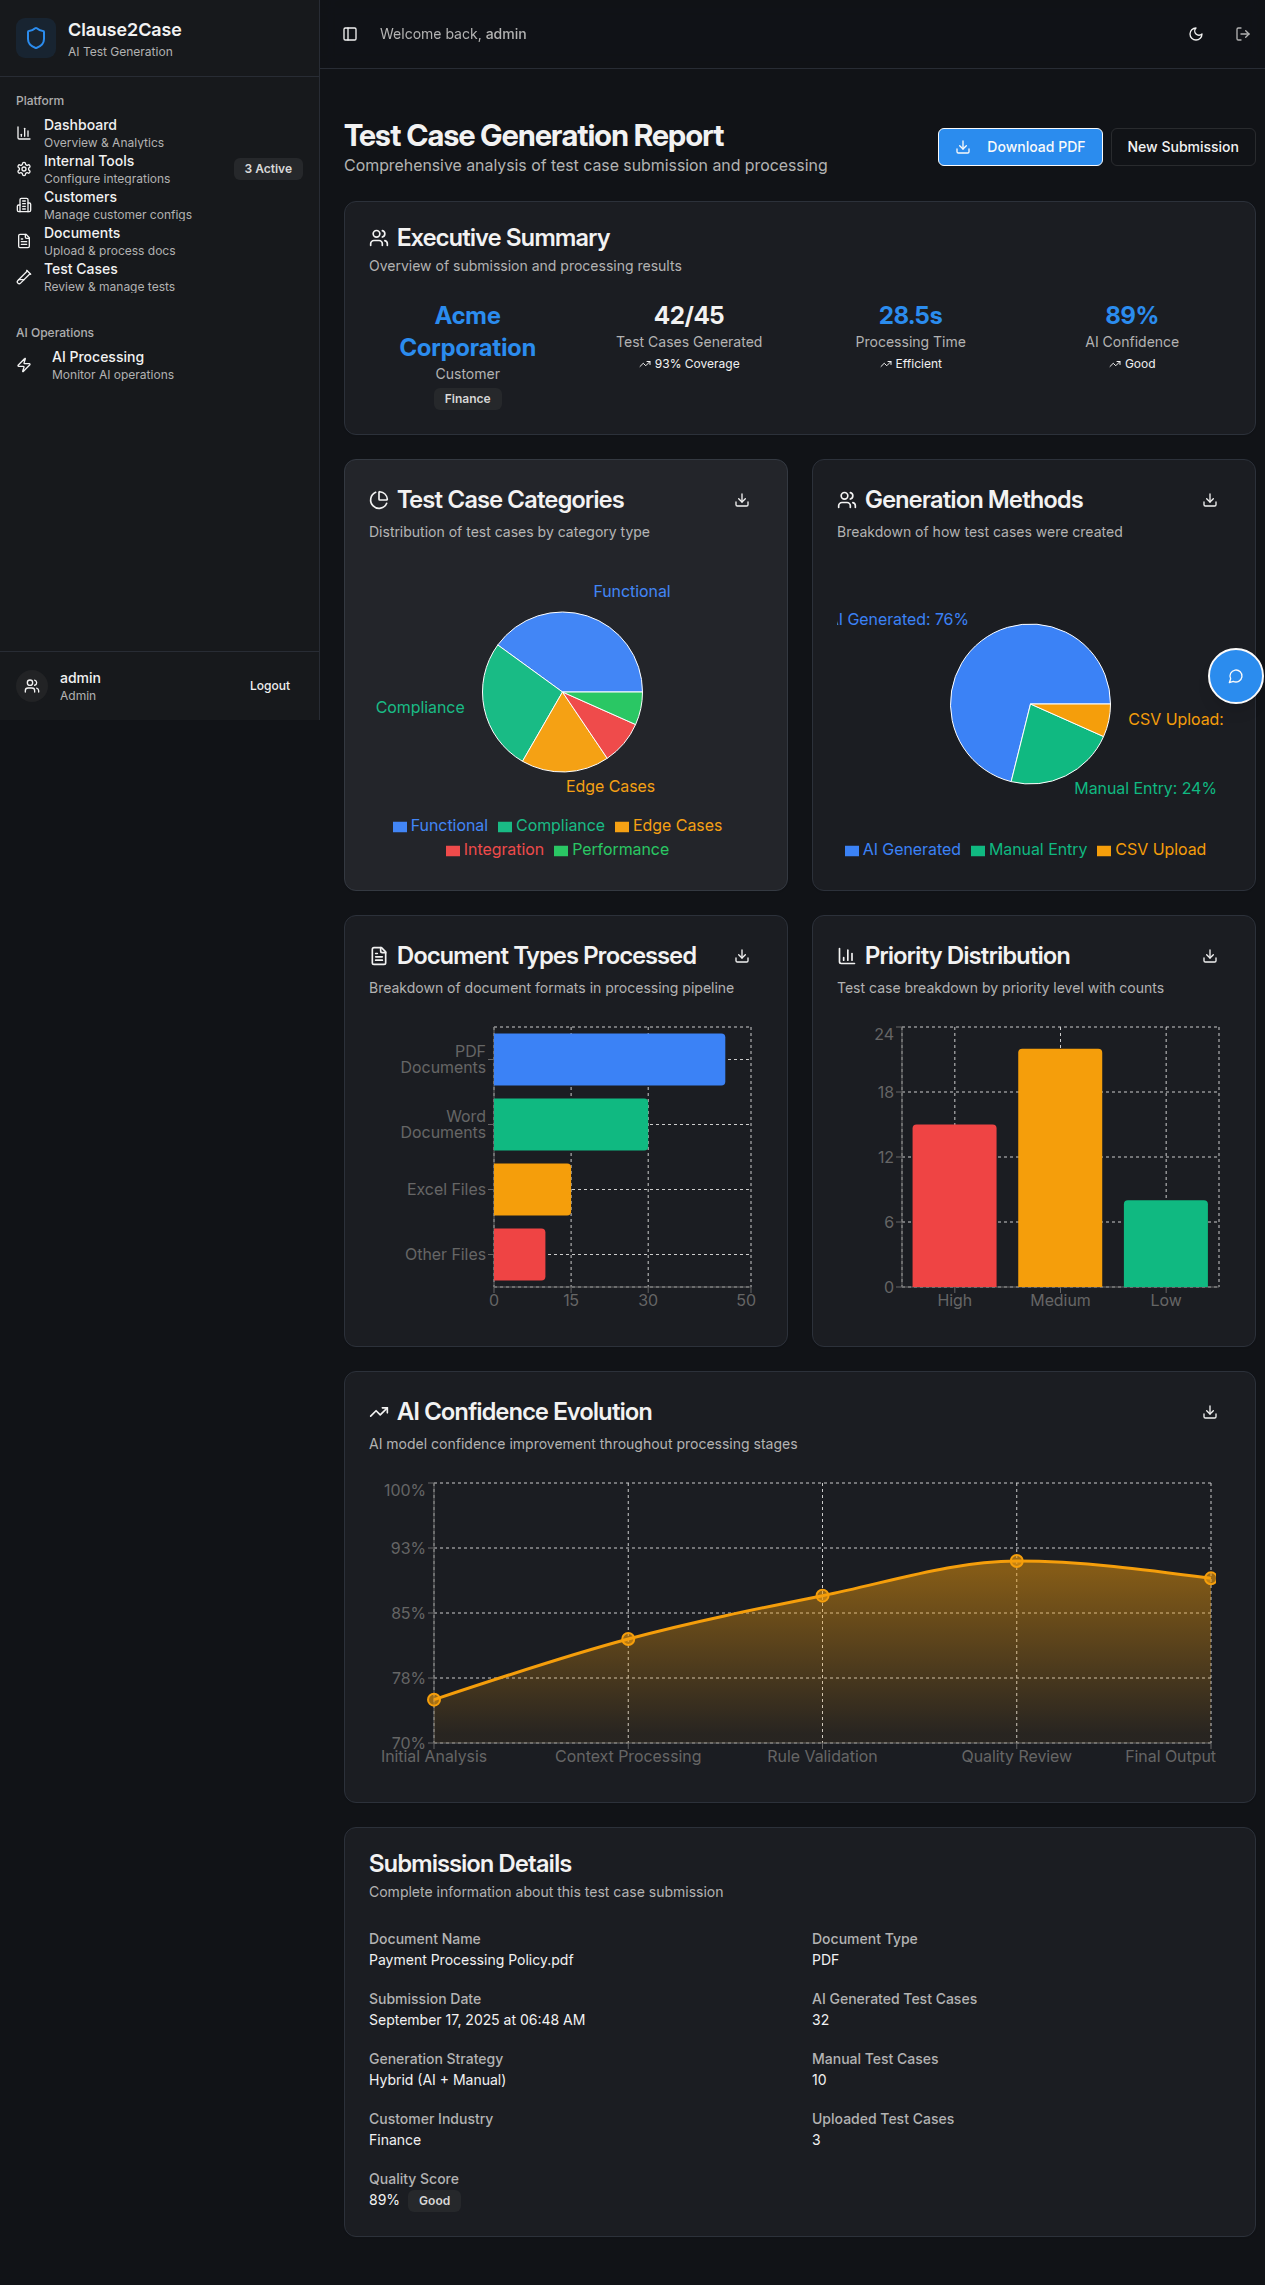 Clause2Case
AI Test Generation
Platform
Dashboard
Overview & Analytics
Internal Tools
Configure integrations
3 Active
Customers
Manage customer configs
Documents
Upload & process docs
Test Cases
Review & manage tests
AI Operations
AI Processing
Monitor AI operations
admin
Admin
Logout
Welcome back, admin
Test Case Generation Report
Comprehensive analysis of test case submission and processing
Download PDF
New Submission
Executive Summary
Overview of submission and processing results
Acme
Corporation
Customer
Finance
42/45
Test Cases Generated
93% Coverage
28.5s
Processing Time
Efficient
89%
AI Confidence
Good
Test Case Categories
Distribution of test cases by category type
Functional
Compliance
Edge Cases
Functional Compliance Edge Cases
Integration Performance
Generation Methods
Breakdown of how test cases were created
AI Generated: 76%
CSV Upload:
Manual Entry: 24%
AI Generated Manual Entry CSV Upload
Document Types Processed
Breakdown of document formats in processing pipeline
PDF
Documents
Word
Documents
Excel Files
Other Files
0 15 30 50
Priority Distribution
Test case breakdown by priority level with counts
24
18
12
6
0
High Medium Low
AI Confidence Evolution
AI model confidence improvement throughout processing stages
100%
93%
85%
78%
70%
Initial Analysis Context Processing Rule Validation Quality Review Final Output
Submission Details
Complete information about this test case submission
Document Name
Payment Processing Policy.pdf
Document Type
PDF
Submission Date
September 17, 2025 at 06:48 AM
AI Generated Test Cases
32
Generation Strategy
Hybrid (AI + Manual)
Manual Test Cases
10
Customer Industry
Finance
Uploaded Test Cases
3
Quality Score
89% Good